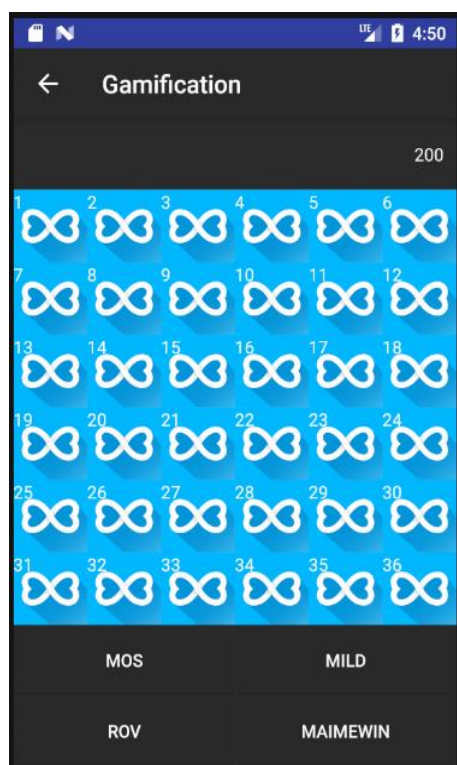 LTE 4:50
Gamification
200
1 2 3 4 5 6
7 8 9 10 11 12
13 14 15 16 17 18
19 20 21 22 23 24
25 26 27 28 29 30
31 32 33 34 35 36
MOS MILD
ROV MAIMEWIN